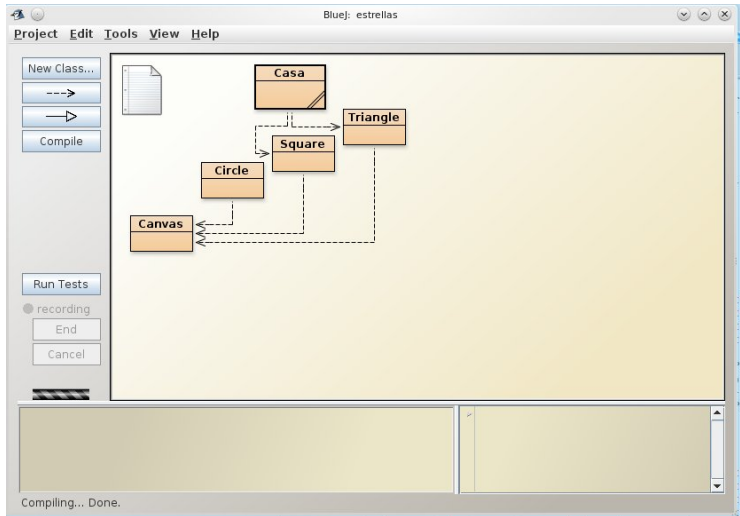 BlueJ: estrellas
Project Edit Tools View Help
New Class...
Compile
Casa
Triangle
Square
Circle
Canvas
Run Tests
recording
End
Cancel
Compiling... Done.